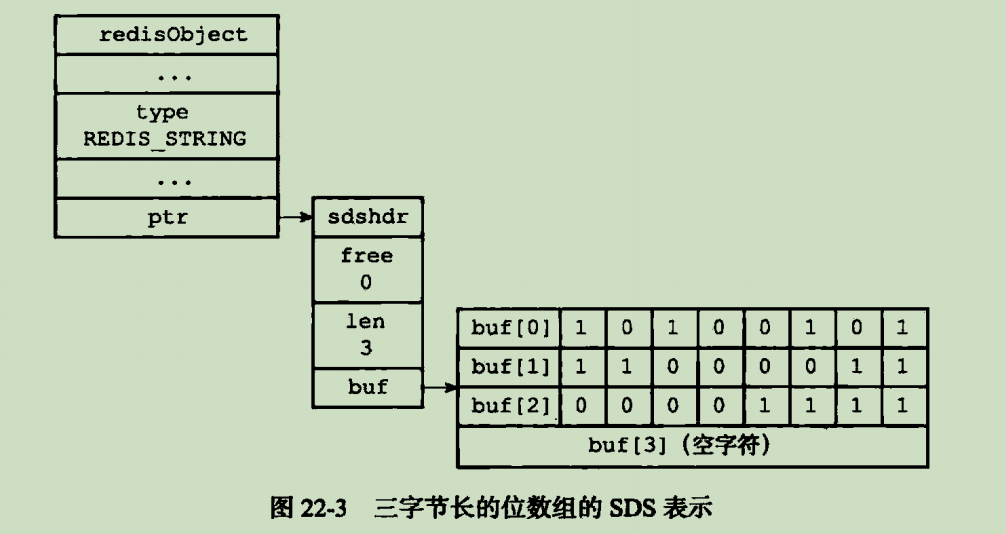 redisObject
...
type
REDIS_STRING
...
ptr
sdshdr
free
0
len
3
buf
buf[0] 1 0 1 0 0 1 0 1
buf[1] 1 1 0 0 0 0 1 1
buf[2] 0 0 0 0 1 1 1 1
buf[3] (空字符)
图 22-3 三字节长的位数组的 SDS 表示